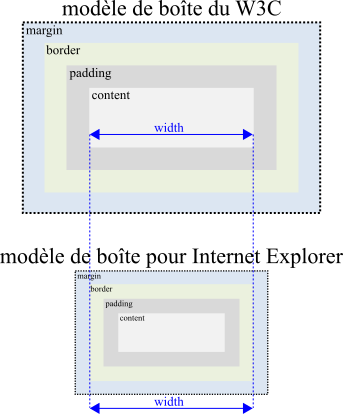 modèle de boîte du W3C
margin
border
padding
content
width
modèle de boîte pour Internet Explorer
margin
border
padding
content
width